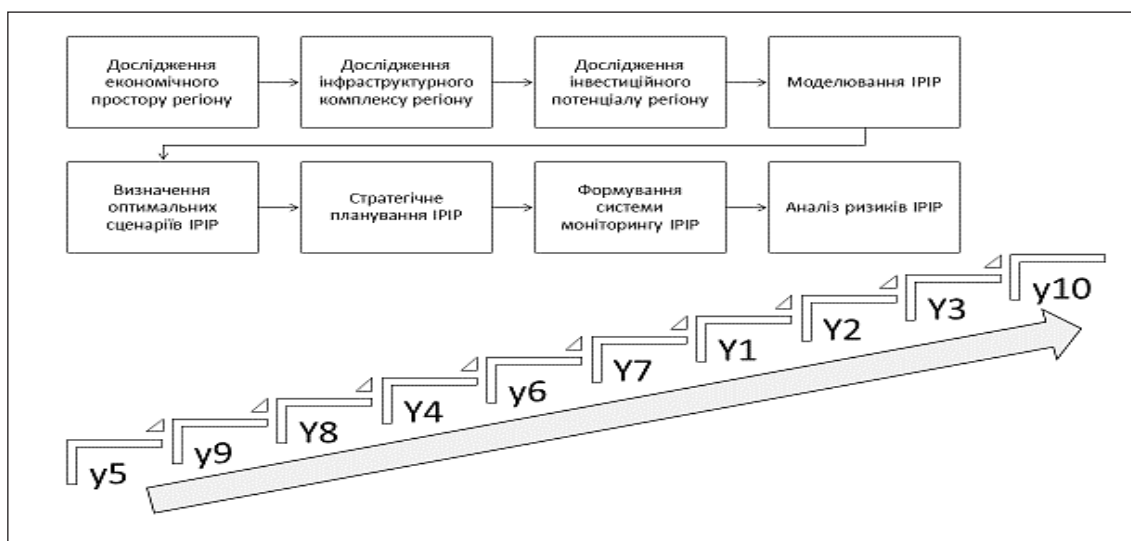 Дослідження
економічного
простору регіону
Дослідження
інфраструктурного
комплексу регіону
Дослідження
інвестиційного
потенціалу регіону
Моделювання ІРІР
Визначення
оптимальних
сценаріїв ІРІР
Стратегічне
планування ІРІР
Формування
системи
моніторингу ІРІР
Аналіз ризиків ІРІР
y10
Y3
Y2
Y1
Y7
y6
Y4
Y8
y9
y5